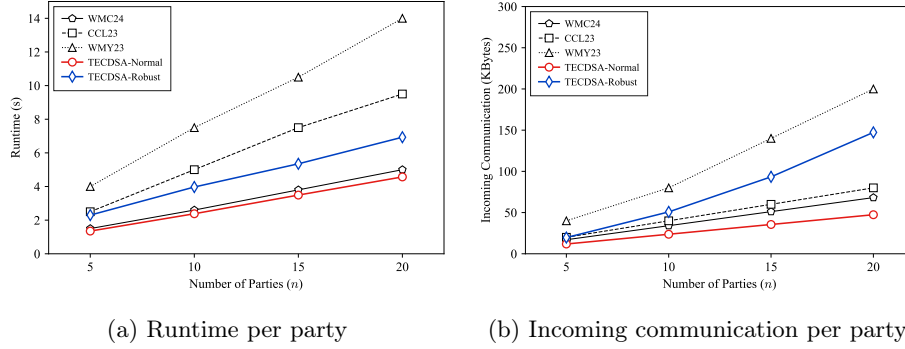 14
12
10
8
6
4
2
0
Runtime (s)
WMC24
CCL23
WMY23
TECDSA-Normal
TECDSA-Robust
5 10 15 20
Number of Parties (n)
(a) Runtime per party
300
250
200
150
100
50
0
Incoming Communication (KBytes)
WMC24
CCL23
WMY23
TECDSA-Normal
TECDSA-Robust
5 10 15 20
Number of Parties (n)
(b) Incoming communication per party